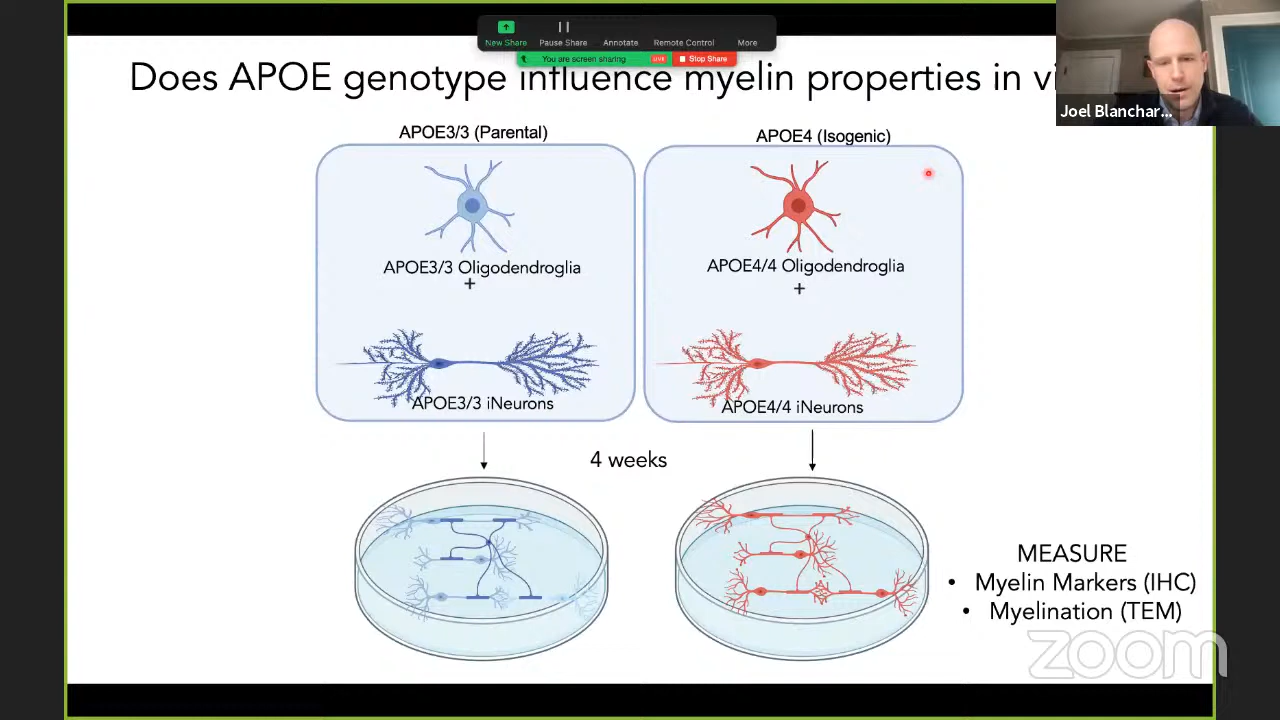 New Share
Pause Share
Annotate
Remote Control
More
You are screen sharing
LIVE
Stop Share
Does APOE genotype influence myelin properties in vi
Joel Blanchar...
APOE3/3 (Parental)
APOE4 (Isogenic)
APOE3/3 Oligodendroglia
+
APOE4/4 Oligodendroglia
+
APOE3/3 iNeurons
APOE4/4 iNeurons
4 weeks
MEASURE
• Myelin Markers (IHC)
• Myelination (TEM)
zoom